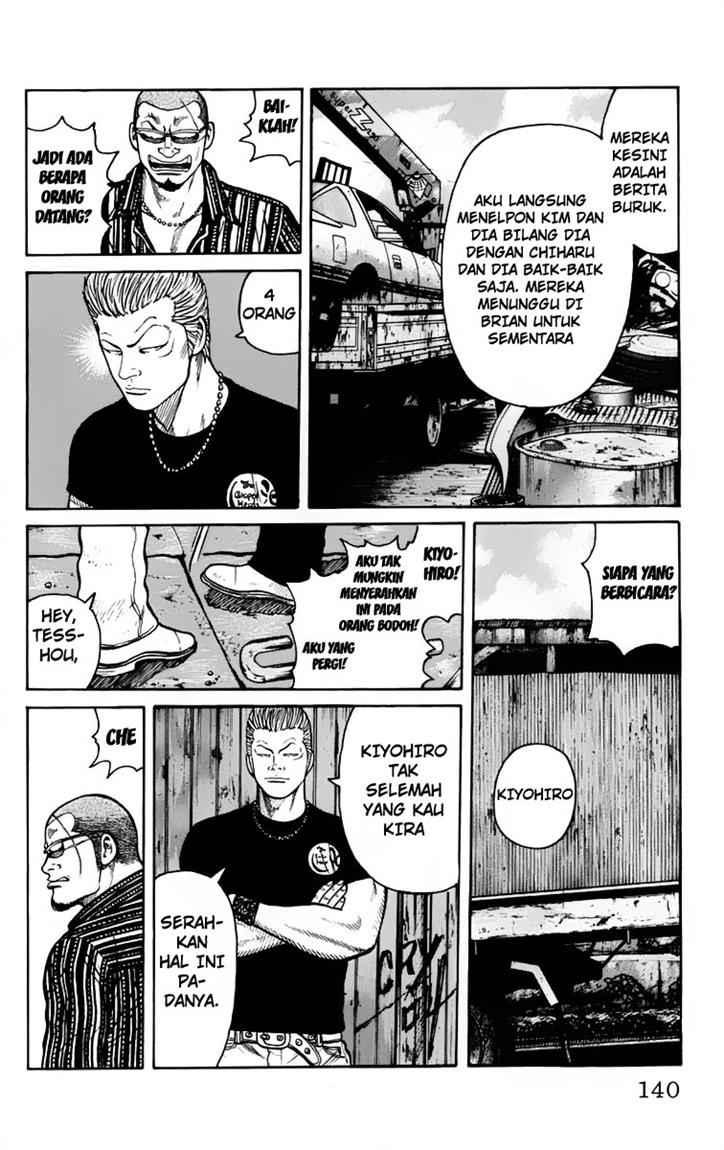 MEREKA
KESINI
ADALAH
BERITA
BURUK.
AKU LANGSUNG
MENELPON KIM DAN
DIA BILANG DIA
DENGAN CHIHARU
DAN DIA BAIK-BAIK
SAJA. MEREKA
MENUNGGU DI
BRIAN UNTUK
SEMENTARA
super Z
BAI-
KLAH!
JADI ADA
BERAPA
ORANG
DATANG?
4
ORANG
SIAPA YANG
BERBICARA?
KIYOHIRO
KIYO-
HIRO!
AKU TAK
MUNGKIN
MENYERAHKAN
INI PADA
ORANG BODOH!
AKU YANG
PERGI!
HEY,
TESS-
HOU,
KIYOHIRO
TAK
SELEMAH
YANG KAU
KIRA
SERAH-
KAN
HAL INI
PA-
DANYA.
CRY
CHE
140